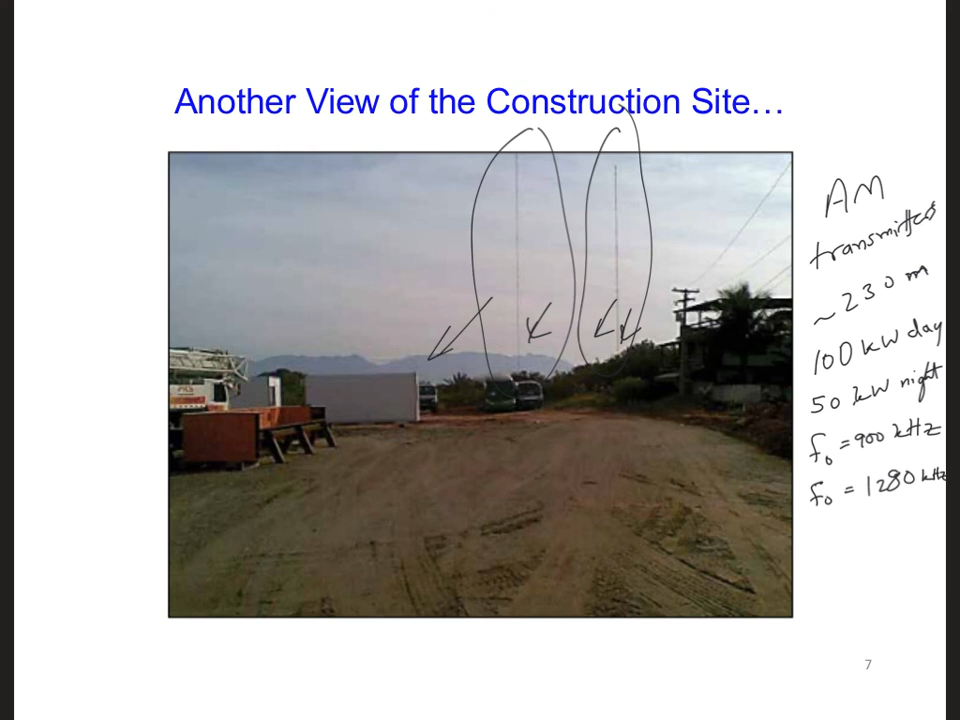 Another View of the Construction Site…
AM
transmitters
~230 m
100 kW day
50 kW night
f₀ = 900 kHz
f₀ = 1280 kHz
7